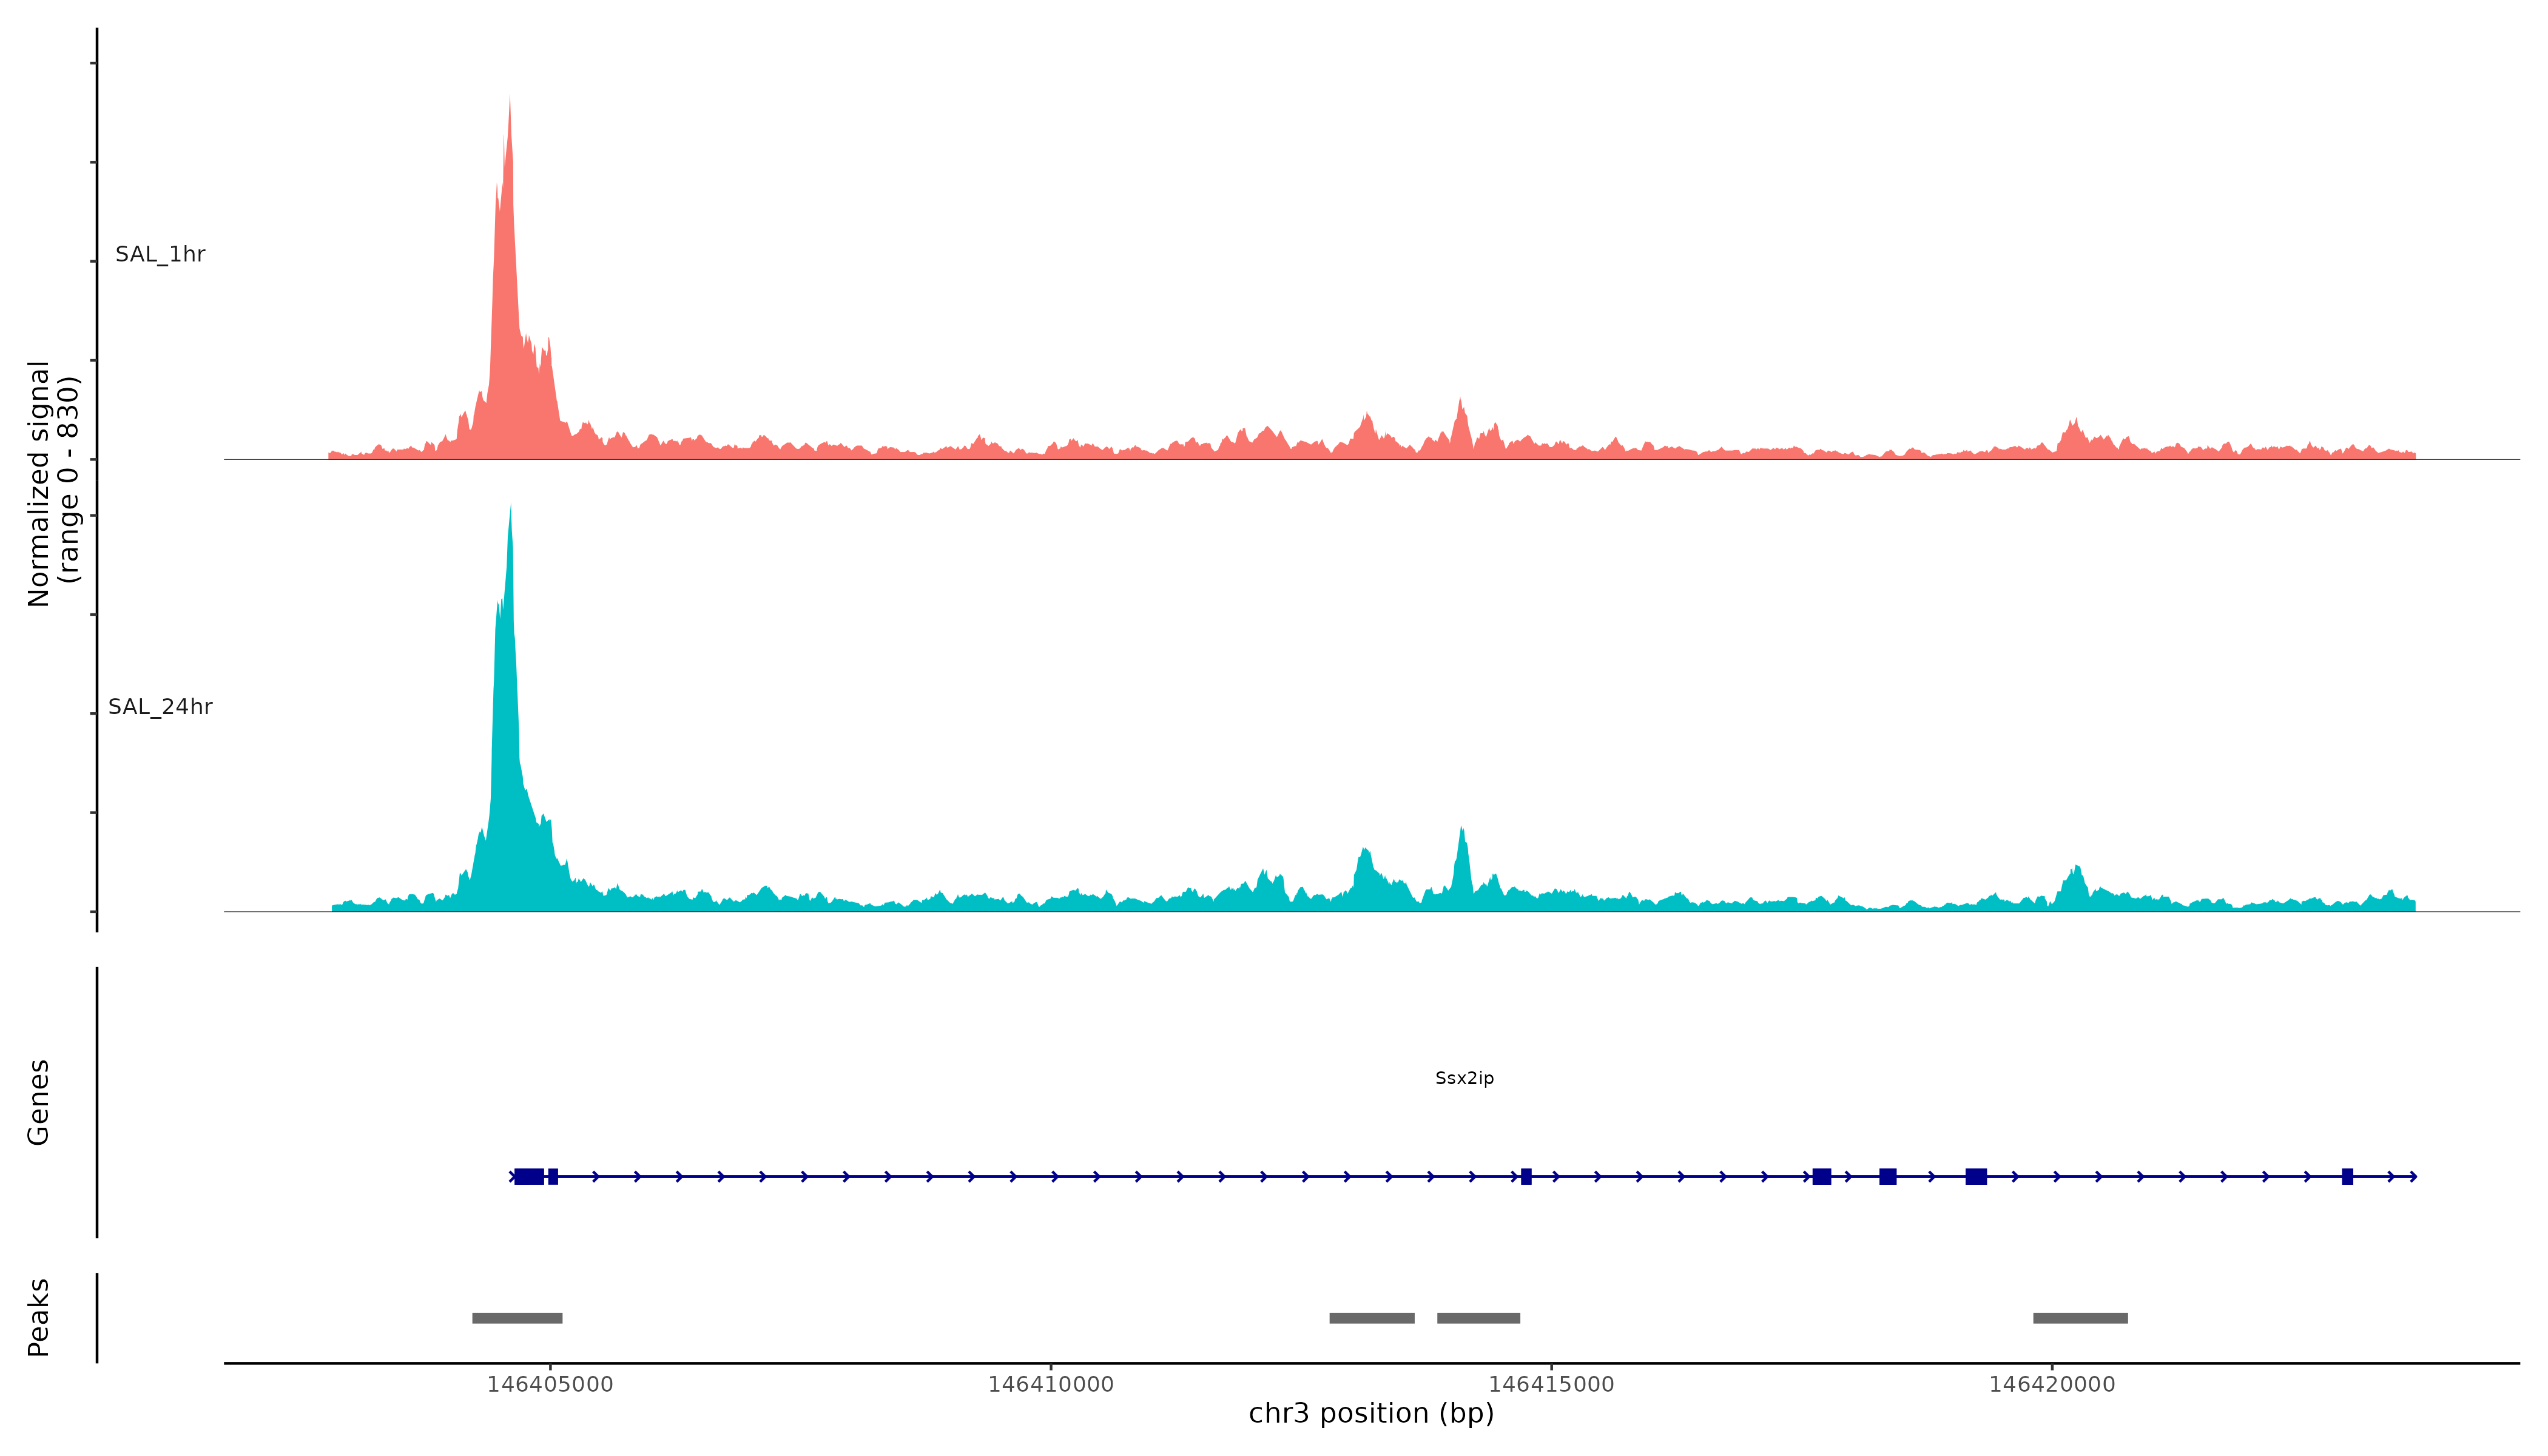 Normalized signal
(range 0 - 830)
SAL_1hr
SAL_24hr
Genes
Ssx2ip
Peaks
146405000 146410000 146415000 146420000
chr3 position (bp)